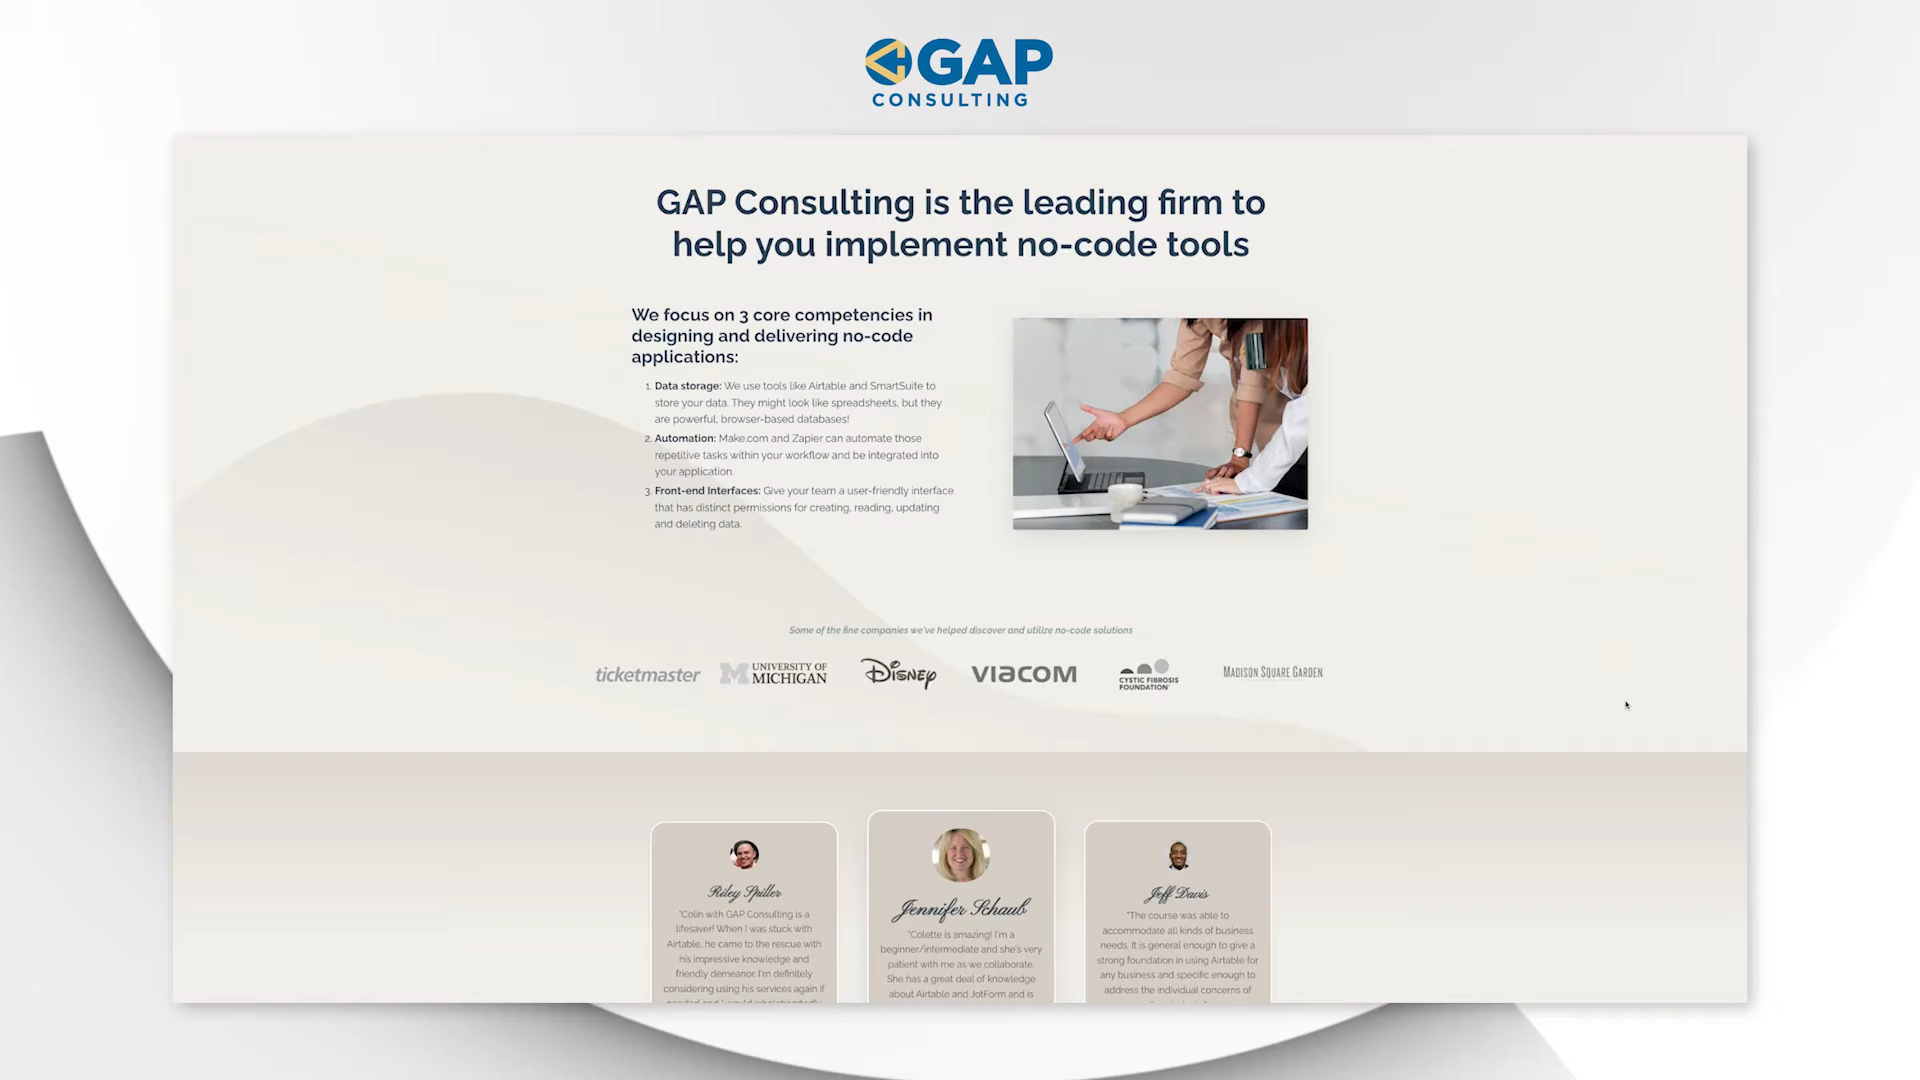 GAP
CONSULTING
GAP Consulting is the leading firm to
help you implement no-code tools
We focus on 3 core competencies in
designing and delivering no-code
applications:
1. Data storage: We use tools like Airtable and SmartSuite to
store your data. They might look like spreadsheets, but they
are powerful, browser-based databases!
2. Automation: Make.com and Zapier can automate those
repetitive tasks within your workflow and be integrated into
your application.
3. Front-end Interfaces: Give your team a user-friendly interface
that has distinct permissions for creating, reading, updating
and deleting data.
Some of the fine companies we've helped discover and utilize no-code solutions
ticketmaster
M UNIVERSITY OF
MICHIGAN
Disney
VIACOM
CYSTIC FIBROSIS
FOUNDATION
MADISON SQUARE GARDEN
Riley Spiller
"Colin with GAP Consulting is a
lifesaver! When I was stuck with
Airtable, he came to the rescue with
his impressive knowledge and
friendly demeanor. I'm definitely
considering using his services again if
Jennifer Schaub
"Colette is amazing! I'm a
beginner/intermediate and she's very
patient with me as we collaborate.
She has a great deal of knowledge
about Airtable and JotForm and is
Jeff Davis
"The course was able to
accommodate all kinds of business
needs. It is general enough to give a
strong foundation in using Airtable for
any business and specific enough to
address the individual concerns of